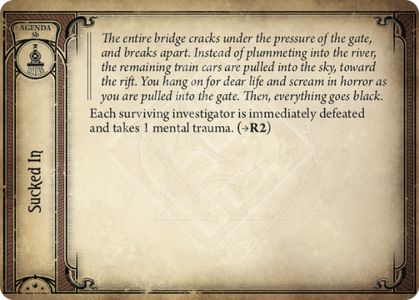 AGENDA
5b
Sucked In
The entire bridge cracks under the pressure of the gate,
and breaks apart. Instead of plummeting into the river,
the remaining train cars are pulled into the sky, toward
the rift. You hang on for dear life and scream in horror as
you are pulled into the gate. Then, everything goes black.
Each surviving investigator is immediately defeated
and takes 1 mental trauma. (→R2)